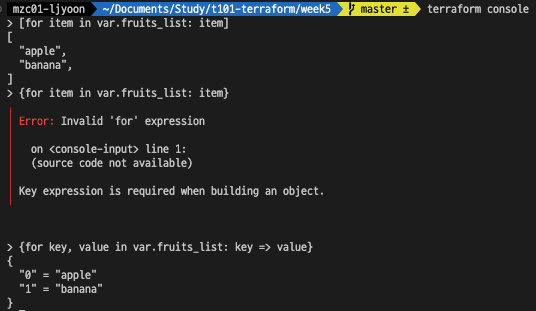 mzc01-ljyoon ~/Documents/Study/t101-terraform/week5 master ± terraform console
> [for item in var.fruits_list: item]
[
  "apple",
  "banana",
]
> {for item in var.fruits_list: item}
Error: Invalid 'for' expression
on <console-input> line 1:
(source code not available)
Key expression is required when building an object.
> {for key, value in var.fruits_list: key => value}
{
  "0" = "apple"
  "1" = "banana"
}